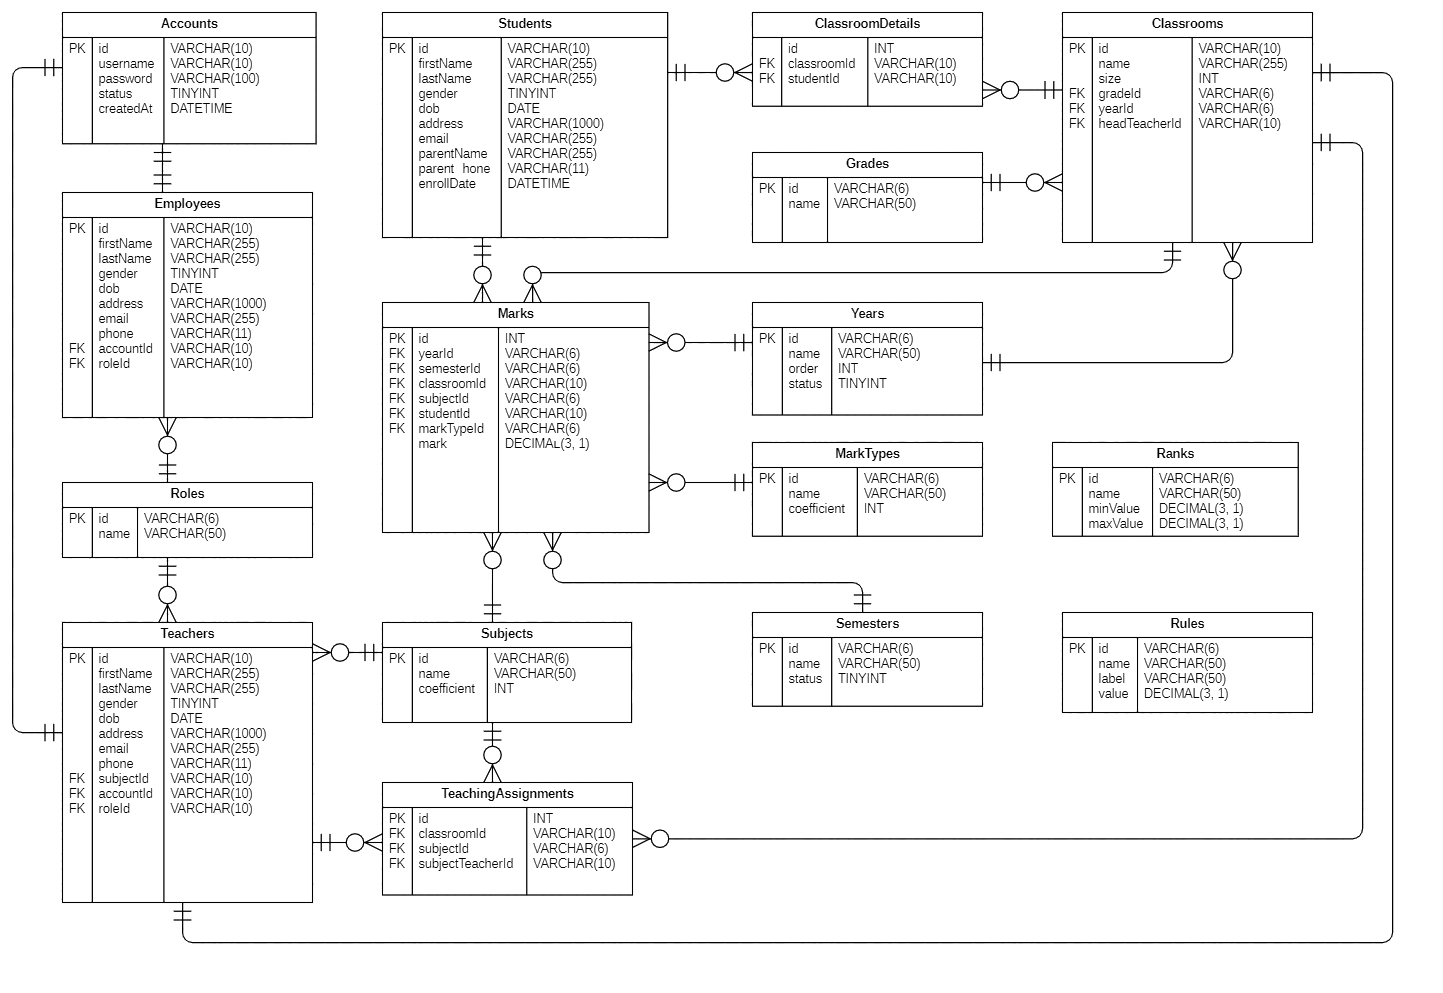 Accounts
PK id VARCHAR(10)
username VARCHAR(10)
password VARCHAR(100)
status TINYINT
createdAt DATETIME
Students
PK id VARCHAR(10)
firstName VARCHAR(255)
lastName VARCHAR(255)
gender TINYINT
dob DATE
address VARCHAR(1000)
email VARCHAR(255)
parentName VARCHAR(255)
parent hone VARCHAR(11)
enrollDate DATETIME
ClassroomDetails
id INT
FK classroomId VARCHAR(10)
FK studentId VARCHAR(10)
Classrooms
PK id VARCHAR(10)
name VARCHAR(255)
size INT
FK gradeId VARCHAR(6)
FK yearId VARCHAR(6)
FK headTeacherId VARCHAR(10)
Grades
PK id VARCHAR(6)
name VARCHAR(50)
Employees
PK id VARCHAR(10)
firstName VARCHAR(255)
lastName VARCHAR(255)
gender TINYINT
dob DATE
address VARCHAR(1000)
email VARCHAR(255)
phone VARCHAR(11)
FK accountId VARCHAR(10)
FK roleId VARCHAR(10)
Marks
PK id INT
FK yearId VARCHAR(6)
FK semesterId VARCHAR(6)
FK classroomId VARCHAR(10)
FK subjectId VARCHAR(6)
FK studentId VARCHAR(10)
FK markTypeId VARCHAR(6)
mark DECIMAL(3, 1)
Years
PK id VARCHAR(6)
name VARCHAR(50)
order INT
status TINYINT
MarkTypes
PK id VARCHAR(6)
name VARCHAR(50)
coefficient INT
Ranks
PK id VARCHAR(6)
name VARCHAR(50)
minValue DECIMAL(3, 1)
maxValue DECIMAL(3, 1)
Roles
PK id VARCHAR(6)
name VARCHAR(50)
Teachers
PK id VARCHAR(10)
firstName VARCHAR(255)
lastName VARCHAR(255)
gender TINYINT
dob DATE
address VARCHAR(1000)
email VARCHAR(255)
phone VARCHAR(11)
FK subjectId VARCHAR(10)
FK accountId VARCHAR(10)
FK roleId VARCHAR(10)
Subjects
PK id VARCHAR(6)
name VARCHAR(50)
coefficient INT
Semesters
PK id VARCHAR(6)
name VARCHAR(50)
status TINYINT
Rules
PK id VARCHAR(6)
name VARCHAR(50)
label VARCHAR(50)
value DECIMAL(3, 1)
TeachingAssignments
PK id INT
FK classroomId VARCHAR(10)
FK subjectId VARCHAR(6)
FK subjectTeacherId VARCHAR(10)